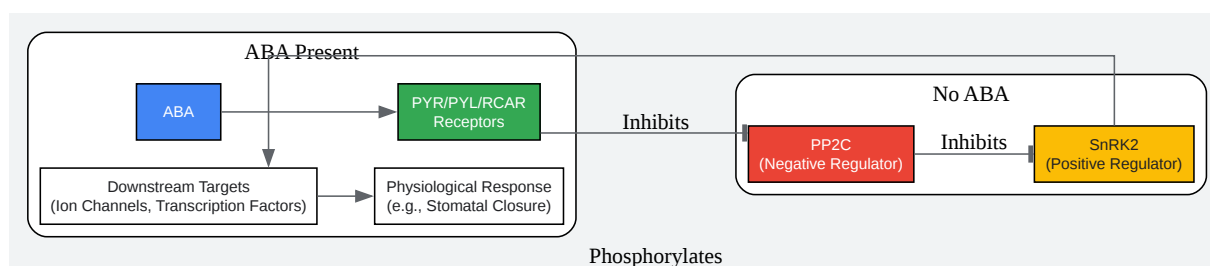 ABA Present
ABA
PYR/PYL/RCAR
Receptors
Downstream Targets
(Ion Channels, Transcription Factors)
Physiological Response
(e.g., Stomatal Closure)
Inhibits
No ABA
PP2C
(Negative Regulator)
Inhibits
SnRK2
(Positive Regulator)
Phosphorylates